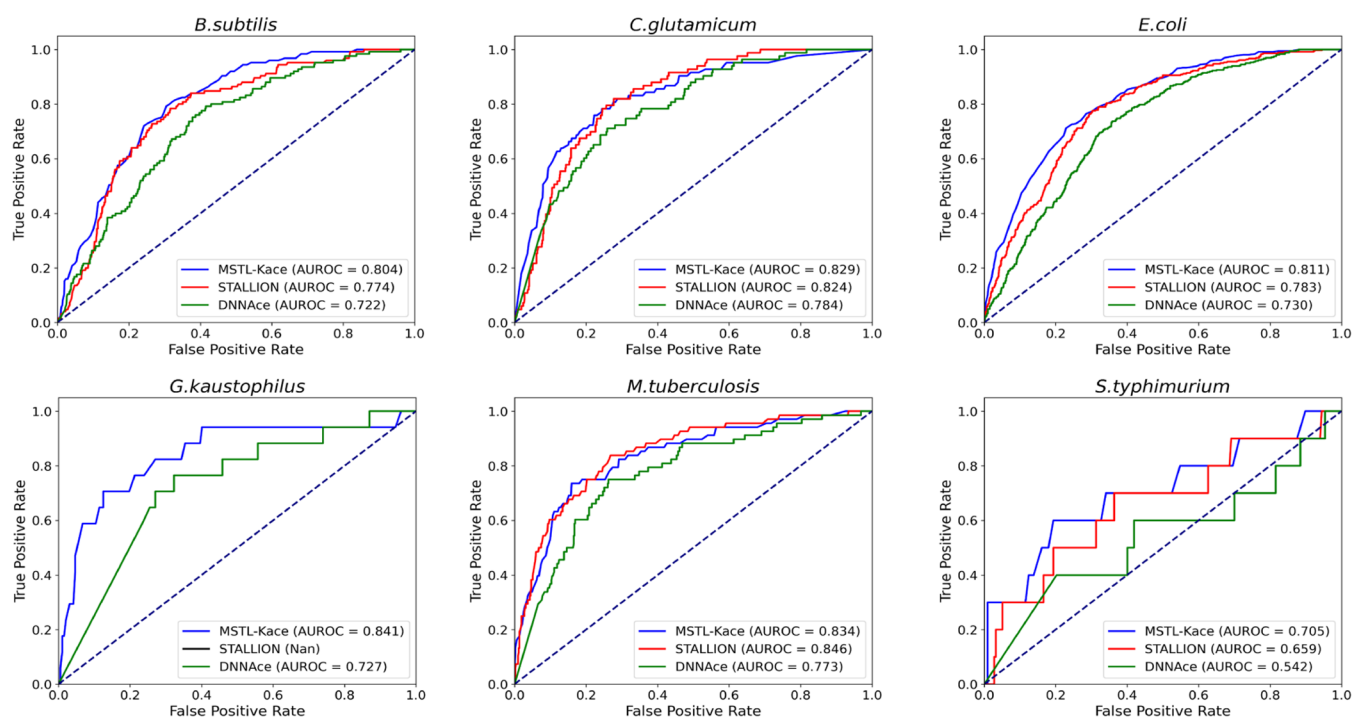 B.subtilis
1.0
0.8
0.6
0.4
0.2
0.0
True Positive Rate
MSTL-Kace (AUROC = 0.804)
STALLION (AUROC = 0.774)
DNNAce (AUROC = 0.722)
0.0 0.2 0.4 0.6 0.8 1.0
False Positive Rate
C.glutamicum
1.0
0.8
0.6
0.4
0.2
0.0
True Positive Rate
MSTL-Kace (AUROC = 0.829)
STALLION (AUROC = 0.824)
DNNAce (AUROC = 0.784)
0.0 0.2 0.4 0.6 0.8 1.0
False Positive Rate
E.coli
1.0
0.8
0.6
0.4
0.2
0.0
True Positive Rate
MSTL-Kace (AUROC = 0.811)
STALLION (AUROC = 0.783)
DNNAce (AUROC = 0.730)
0.0 0.2 0.4 0.6 0.8 1.0
False Positive Rate
G.kaustophilus
1.0
0.8
0.6
0.4
0.2
0.0
True Positive Rate
MSTL-Kace (AUROC = 0.841)
STALLION (Nan)
DNNAce (AUROC = 0.727)
0.0 0.2 0.4 0.6 0.8 1.0
False Positive Rate
M.tuberculosis
1.0
0.8
0.6
0.4
0.2
0.0
True Positive Rate
MSTL-Kace (AUROC = 0.834)
STALLION (AUROC = 0.846)
DNNAce (AUROC = 0.773)
0.0 0.2 0.4 0.6 0.8 1.0
False Positive Rate
S.typhimurium
1.0
0.8
0.6
0.4
0.2
0.0
True Positive Rate
MSTL-Kace (AUROC = 0.705)
STALLION (AUROC = 0.659)
DNNAce (AUROC = 0.542)
0.0 0.2 0.4 0.6 0.8 1.0
False Positive Rate